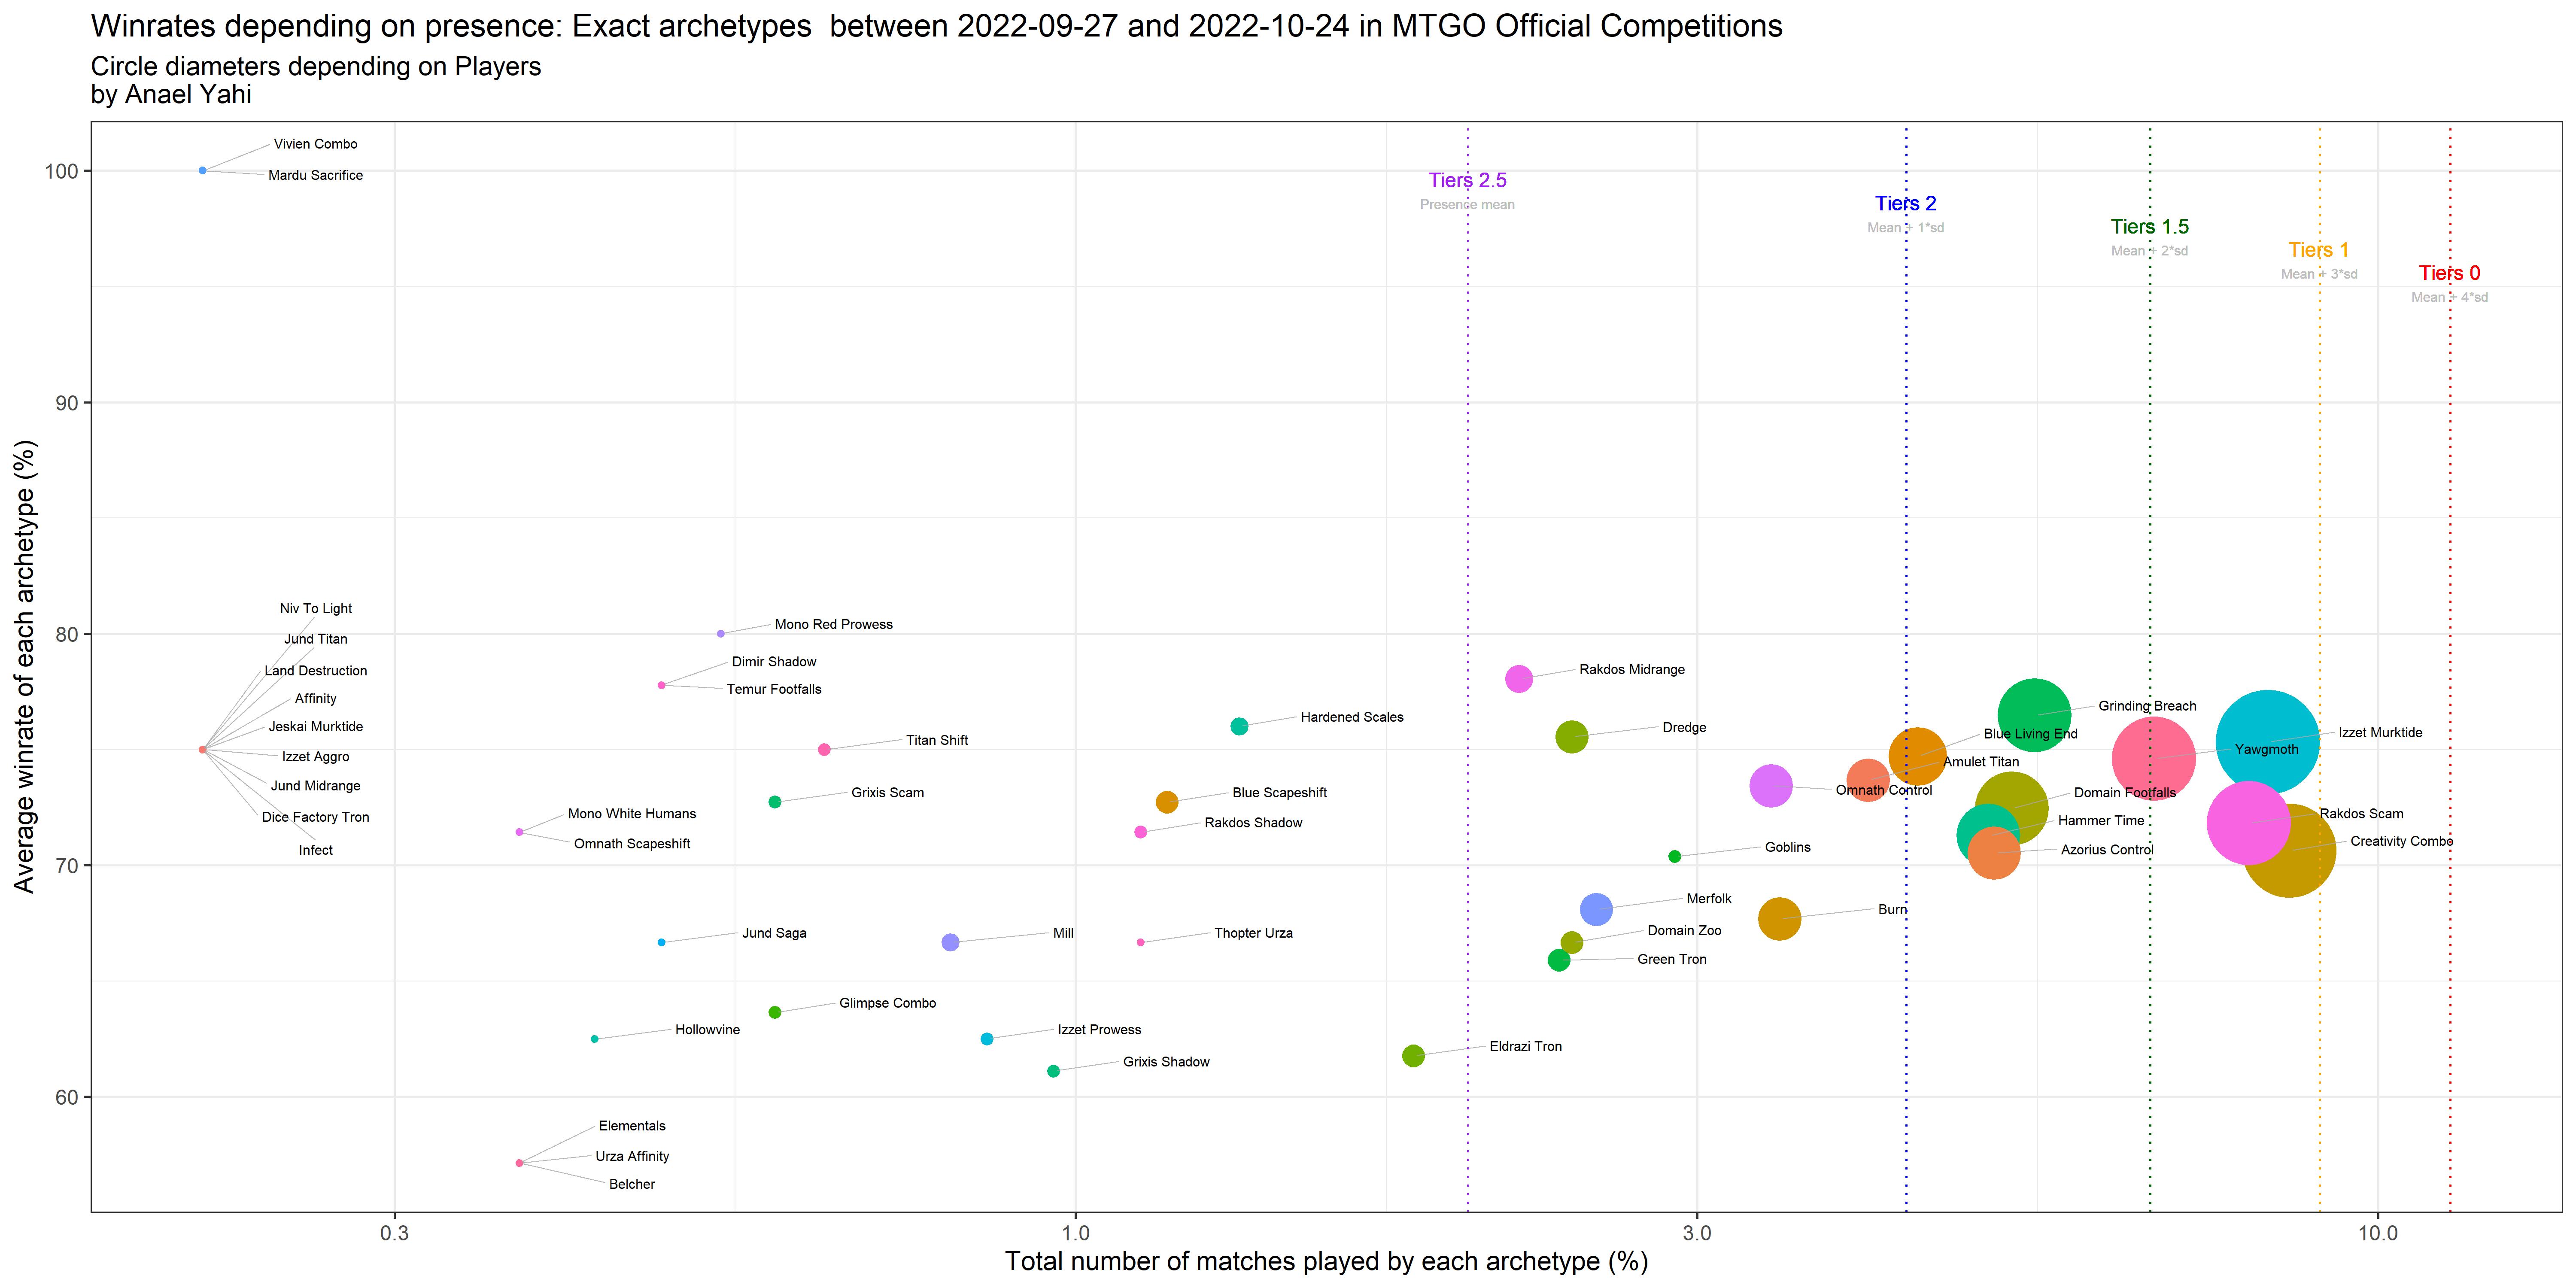 Winrates depending on presence: Exact archetypes  between 2022-09-27 and 2022-10-24 in MTGO Official Competitions
Circle diameters depending on Players
by Anael Yahi
Average winrate of each archetype (%)
100
90
80
70
60
Vivien Combo
Mardu Sacrifice
Tiers 2.5
Presence mean
Tiers 2
Mean + 1*sd
Tiers 1.5
Mean + 2*sd
Tiers 1
Mean + 3*sd
Tiers 0
Mean + 4*sd
Niv To Light
Jund Titan
Land Destruction
Affinity
Jeskai Murktide
Izzet Aggro
Jund Midrange
Dice Factory Tron
Infect
Mono Red Prowess
Dimir Shadow
Temur Footfalls
Titan Shift
Grixis Scam
Mono White Humans
Omnath Scapeshift
Hardened Scales
Blue Scapeshift
Rakdos Shadow
Rakdos Midrange
Dredge
Grinding Breach
Blue Living End
Izzet Murktide
Yawgmoth
Amulet Titan
Omnath Control
Domain Footfalls
Hammer Time
Rakdos Scam
Creativity Combo
Azorius Control
Goblins
Merfolk
Burn
Domain Zoo
Green Tron
Jund Saga
Mill
Thopter Urza
Glimpse Combo
Hollowvine
Izzet Prowess
Grixis Shadow
Eldrazi Tron
Elementals
Urza Affinity
Belcher
0.3
1.0
3.0
10.0
Total number of matches played by each archetype (%)